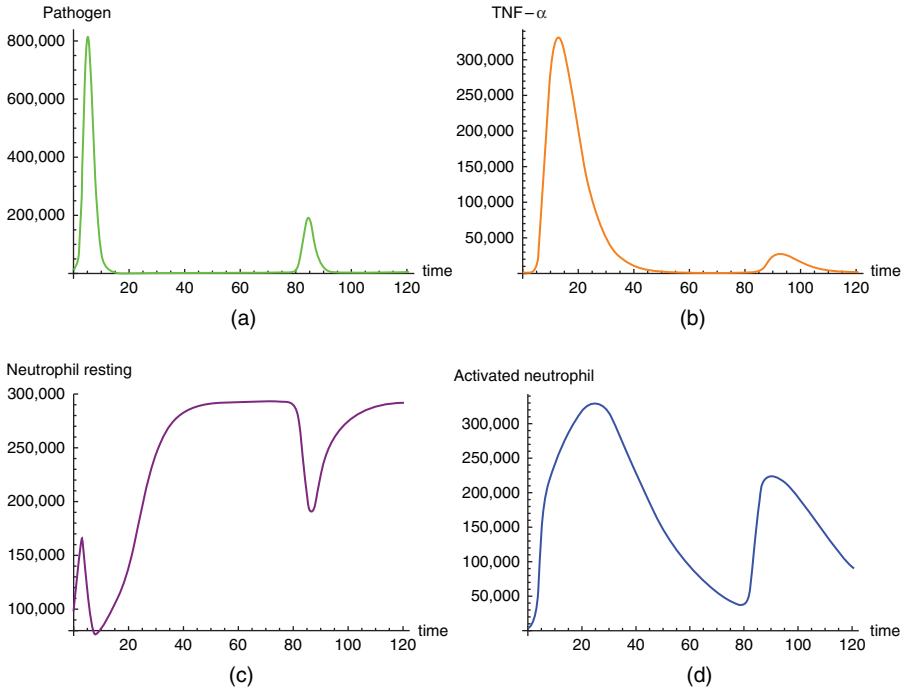 Pathogen
800,000
600,000
400,000
200,000
20 40 60 80 100 120
time
(a)
TNF−α
300,000
250,000
200,000
150,000
100,000
50,000
20 40 60 80 100 120
time
(b)
Neutrophil resting
300,000
250,000
200,000
150,000
100,000
0 20 40 60 80 100 120
time
(c)
Activated neutrophil
300,000
250,000
200,000
150,000
100,000
50,000
0 20 40 60 80 100 120
time
(d)